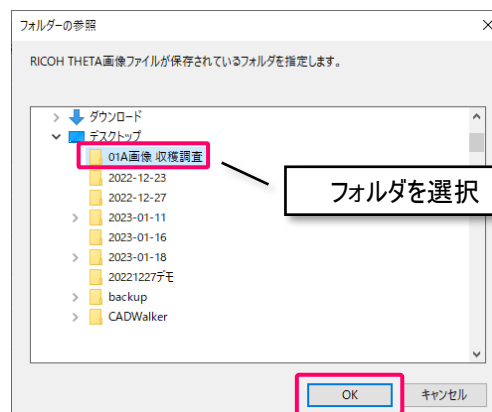 フォルダーの参照
RICOH THETA画像ファイルが保存されているフォルダを指定します。
ダウンロード
デスクトップ
01A画像 収穫調査
2022-12-23
2022-12-27
2023-01-11
2023-01-16
2023-01-18
20221227デモ
backup
CADWalker
フォルダを選択
OK
キャンセル